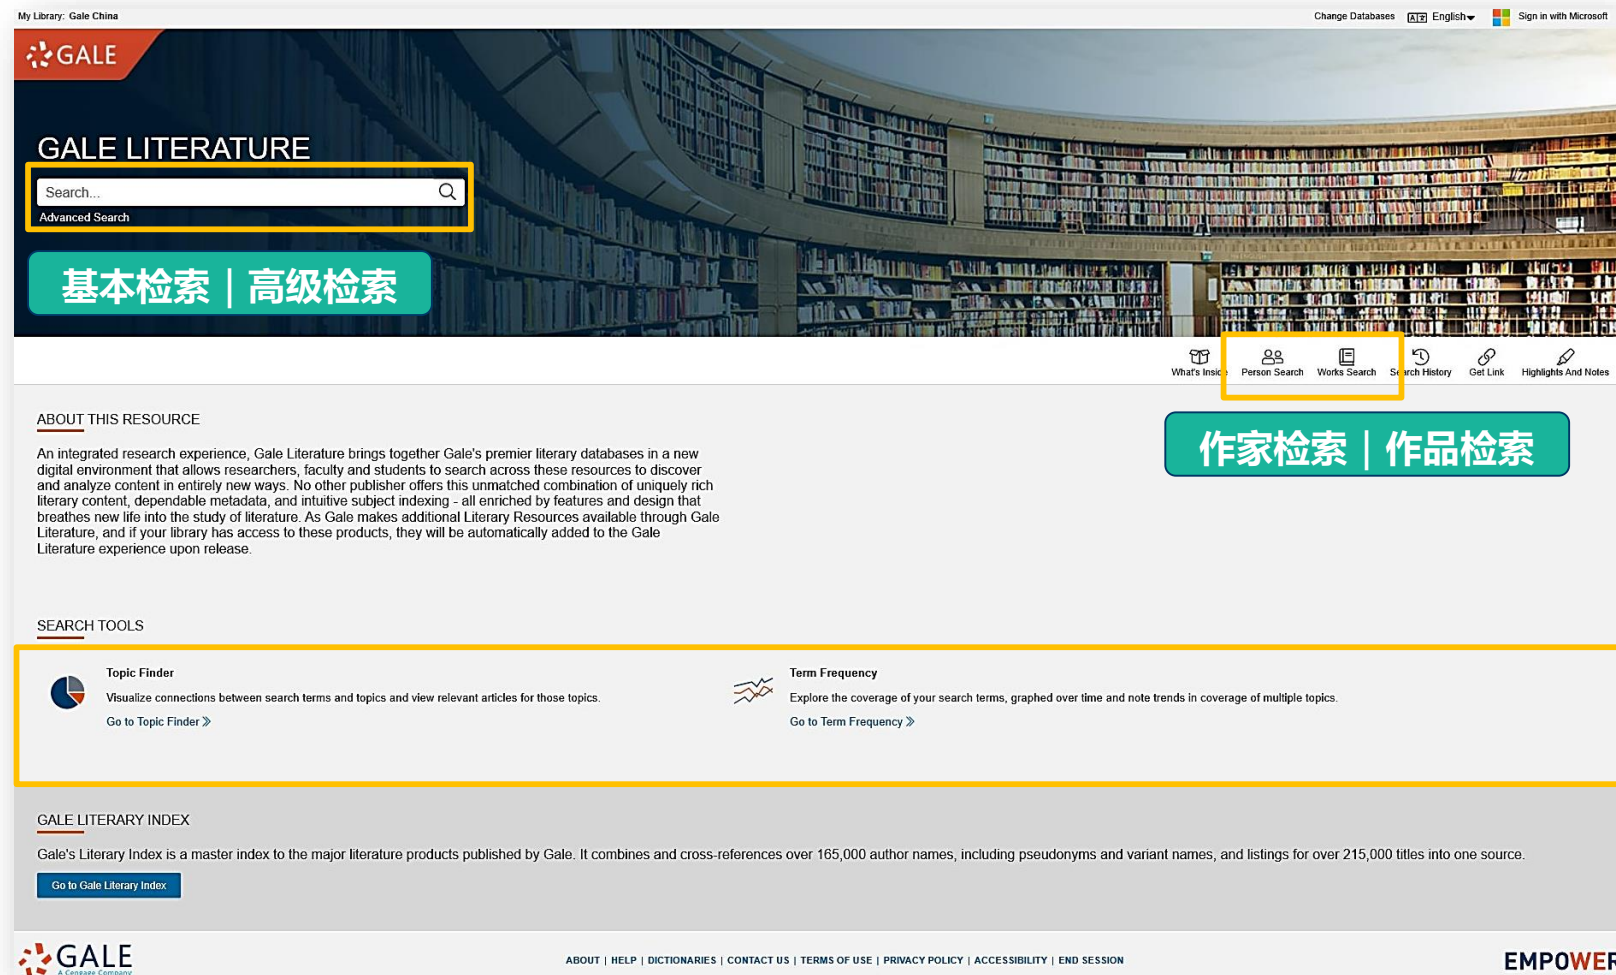 My Library: Gale China
Change Databases English Sign in with Microsoft
GALE
GALE LITERATURE
Search...
Advanced Search
基本检索｜高级检索
What's Inside Person Search Works Search Search History Get Link Highlights And Notes
作家检索｜作品检索
ABOUT THIS RESOURCE
An integrated research experience, Gale Literature brings together Gale's premier literary databases in a new
digital environment that allows researchers, faculty and students to search across these resources to discover
and analyze content in entirely new ways. No other publisher offers this unmatched combination of uniquely rich
literary content, dependable metadata, and intuitive subject indexing - all enriched by features and design that
breathes new life into the study of literature. As Gale makes additional Literary Resources available through Gale
Literature, and if your library has access to these products, they will be automatically added to the Gale
Literature experience upon release.
SEARCH TOOLS
Topic Finder
Visualize connections between search terms and topics and view relevant articles for those topics.
Go to Topic Finder »
Term Frequency
Explore the coverage of your search terms, graphed over time and note trends in coverage of multiple topics.
Go to Term Frequency »
GALE LITERARY INDEX
Gale's Literary Index is a master index to the major literature products published by Gale. It combines and cross-references over 165,000 author names, including pseudonyms and variant names, and listings for over 215,000 titles into one source.
Go to Gale Literary Index
GALE
A Cengage Company
ABOUT | HELP | DICTIONARIES | CONTACT US | TERMS OF USE | PRIVACY POLICY | ACCESSIBILITY | END SESSION
EMPOWER